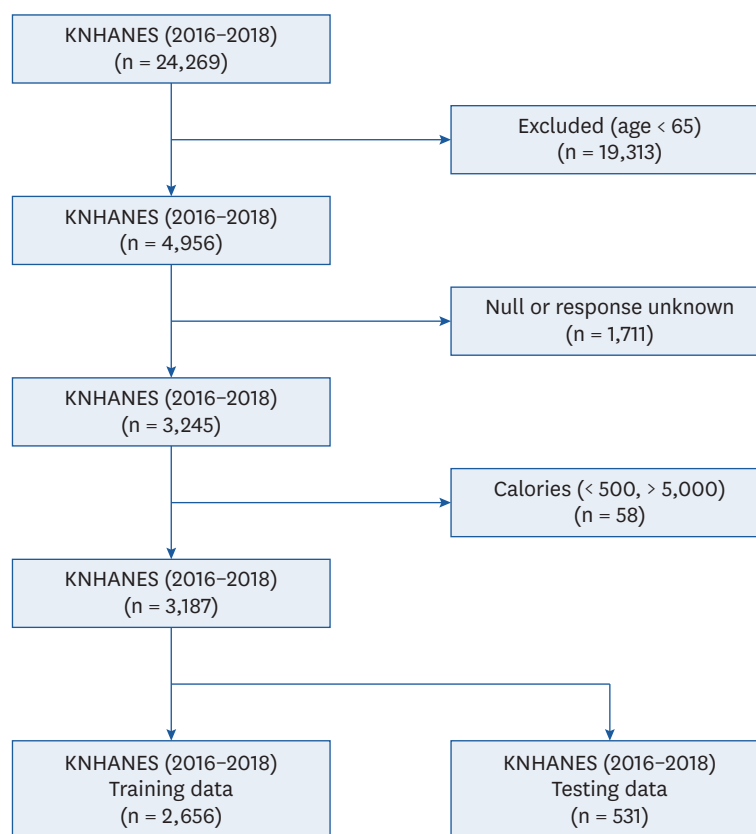 KNHANES (2016–2018)
(n = 24,269)
Excluded (age < 65)
(n = 19,313)
KNHANES (2016–2018)
(n = 4,956)
Null or response unknown
(n = 1,711)
KNHANES (2016–2018)
(n = 3,245)
Calories (< 500, > 5,000)
(n = 58)
KNHANES (2016–2018)
(n = 3,187)
KNHANES (2016–2018)
Training data
(n = 2,656)
KNHANES (2016–2018)
Testing data
(n = 531)